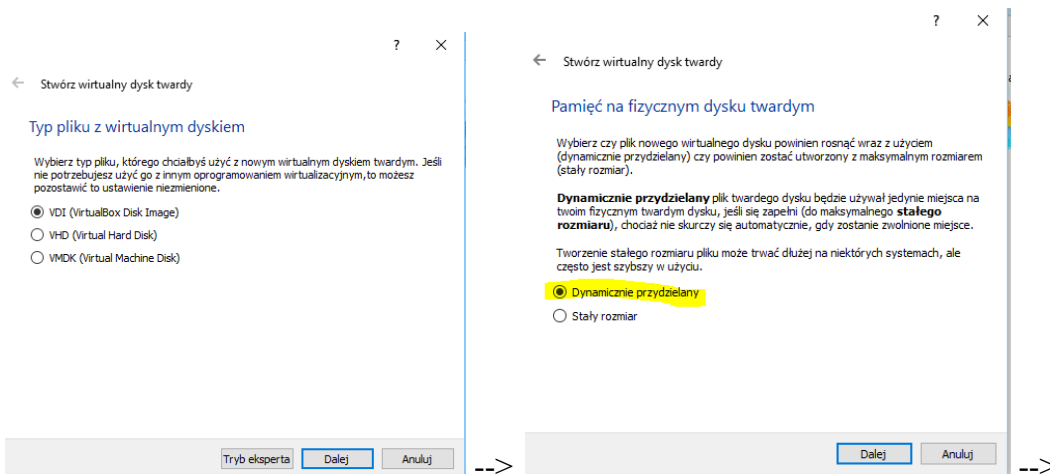 ?
×
←
Stwórz wirtualny dysk twardy
Typ pliku z wirtualnym dyskiem
Wybierz typ pliku, którego chciałbyś użyć z nowym wirtualnym dyskiem twardym. Jeśli
nie potrzebujesz użyć go z innym oprogramowaniem wirtualizacyjnym,to możesz
pozostawić to ustawienie niezmienione.
VDI (VirtualBox Disk Image)
VHD (Virtual Hard Disk)
VMDK (Virtual Machine Disk)
Tryb eksperta
Dalej
Anuluj
-->
?
×
←
Stwórz wirtualny dysk twardy
Pamięć na fizycznym dysku twardym
Wybierz czy plik nowego wirtualnego dysku powinien rosnąć wraz z użyciem
(dynamicznie przydzielany) czy powinien zostać utworzony z maksymalnym rozmiarem
(stały rozmiar).
Dynamicznie przydzielany plik twardego dysku będzie używał jedynie miejsca na
twoim fizycznym twardym dysku, jeśli się zapełni (do maksymalnego stałego
rozmiaru), chociaż nie skurczy się automatycznie, gdy zostanie zwolnione miejsce.
Tworzenie stałego rozmiaru pliku może trwać dłużej na niektórych systemach, ale
często jest szybszy w użyciu.
Dynamicznie przydzielany
Stały rozmiar
Dalej
Anuluj
-->